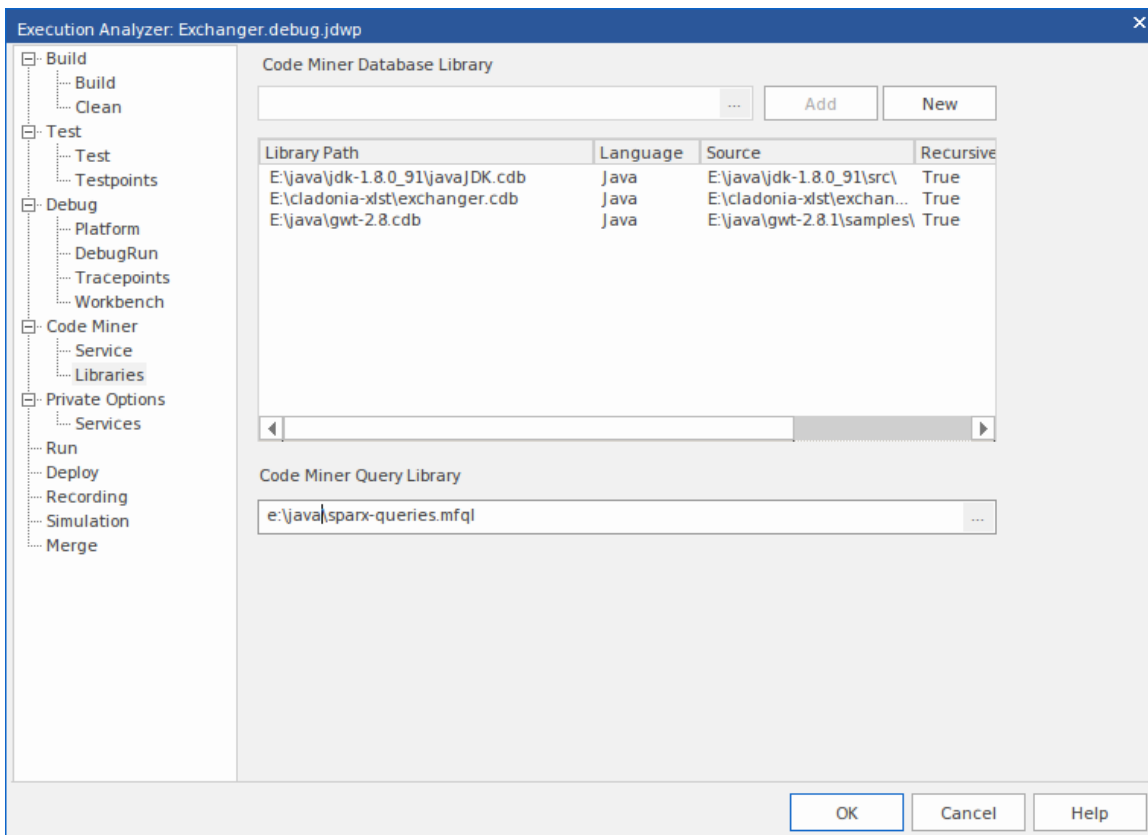 Execution Analyzer: Exchanger.debug.jdwp
Build
Build
Clean
Test
Test
Testpoints
Debug
Platform
DebugRun
Tracepoints
Workbench
Code Miner
Service
Libraries
Private Options
Services
Run
Deploy
Recording
Simulation
Merge
Code Miner Database Library
... Add New
Library Path Language Source Recursive
E:\java\jdk-1.8.0_91\javaJDK.cdb Java E:\java\jdk-1.8.0_91\src\ True
E:\cladonia-xlst\exchanger.cdb Java E:\cladonia-xlst\exchan... True
E:\java\gwt-2.8.cdb Java E:\java\gwt-2.8.1\samples\ True
Code Miner Query Library
e:\java\sparx-queries.mfql ...
OK Cancel Help